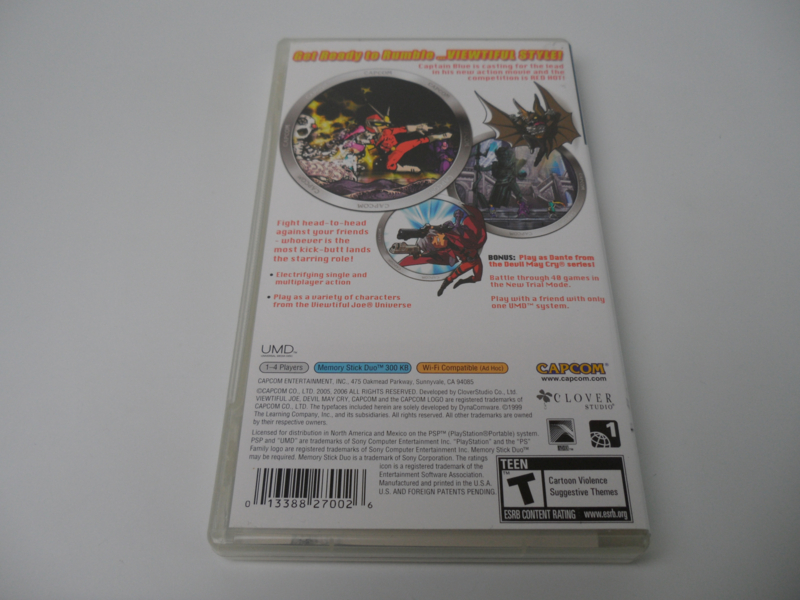 Get Ready to Rumble ...VIEWTIFUL STYLE!
Captain Blue is casting for the lead
in his new action mouse and the
competition is RED HOT!
CAPCOM
CAPCOM
CAPCOM
Fight head-to-head
against your friends
- whoever is the
most kick-butt lands
the starring role!
• Electrifying single and
multiplayer action
• Play as a variety of characters
from the Viewtiful Joe® Universe
BONUS: Play as Dante from
the Devil May Cry® series!
Battle through 40 games in
the New Trial Mode.
Play with a friend with only
one UMD™ system.
UMD™
1-4 Players
Memory Stick Duo™ 300 KB
Wi-Fi Compatible (Ad Hoc)
CAPCOM®
www.capcom.com
CAPCOM ENTERTAINMENT, INC., 475 Oakmead Parkway, Sunnyvale, CA 94085
©CAPCOM CO., LTD. 2005, 2006 ALL RIGHTS RESERVED. Developed by CloverStudio Co., Ltd.
VIEWTIFUL JOE, DEVIL MAY CRY, CAPCOM and the CAPCOM LOGO are registered trademarks of
CAPCOM CO., LTD. The typefaces included herein are solely developed by DynaComware. ©1999
The Learning Company, Inc., and its subsidiaries. All rights reserved. All other trademarks are owned
by their respective owners.
CLOVER
STUDIO™
Licensed for distribution in North America and Mexico on the PSP™ (PlayStation®Portable) system.
PSP and "UMD" are trademarks of Sony Computer Entertainment Inc. "PlayStation" and the "PS"
Family logo are registered trademarks of Sony Computer Entertainment Inc. Memory Stick Duo™
may be required. Memory Stick Duo is a trademark of Sony Corporation. The ratings
icon is a registered trademark of the
Entertainment Software Association.
Manufactured and printed in the U.S.A.
U.S. AND FOREIGN PATENTS PENDING.
1
0 13388 27002 6
TEEN
T
Cartoon Violence
Suggestive Themes
ESRB CONTENT RATING www.esrb.org